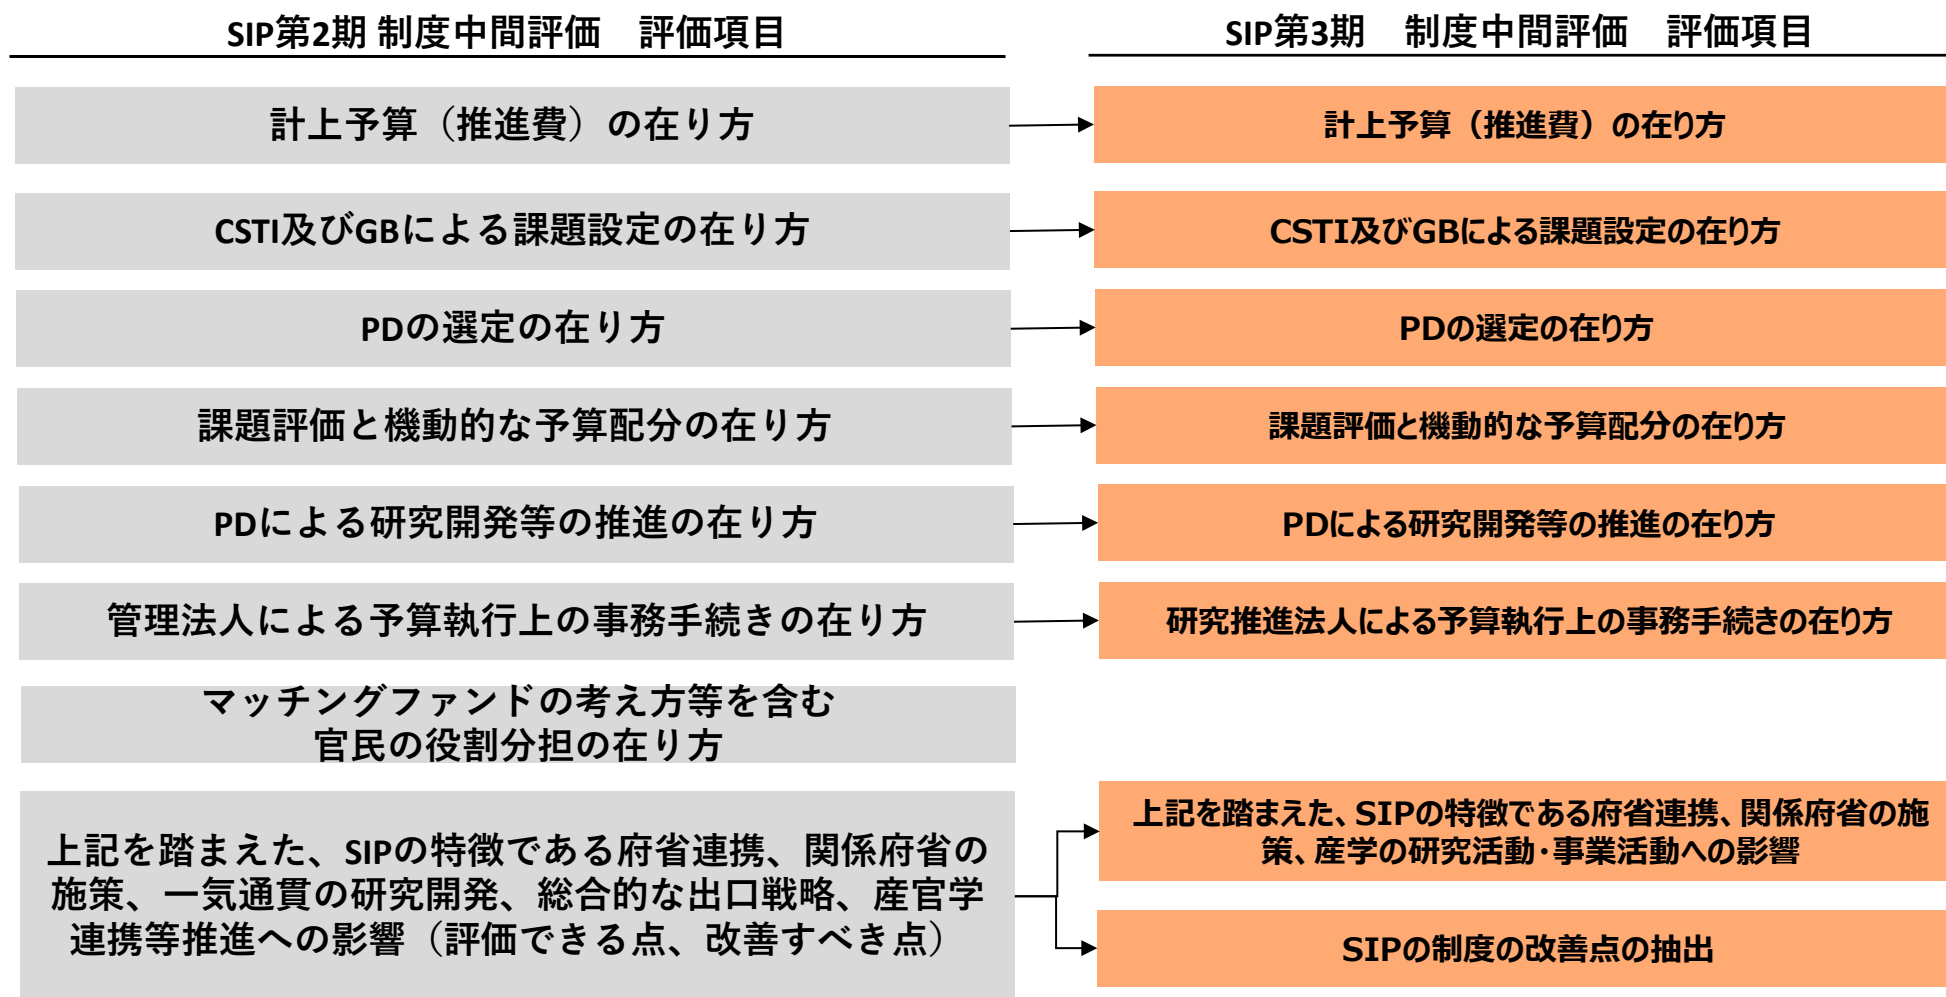 SIP第2期 制度中間評価　評価項目
SIP第3期　制度中間評価　評価項目
計上予算（推進費）の在り方
計上予算（推進費）の在り方
CSTI及びGBによる課題設定の在り方
CSTI及びGBによる課題設定の在り方
PDの選定の在り方
PDの選定の在り方
課題評価と機動的な予算配分の在り方
課題評価と機動的な予算配分の在り方
PDによる研究開発等の推進の在り方
PDによる研究開発等の推進の在り方
管理法人による予算執行上の事務手続きの在り方
研究推進法人による予算執行上の事務手続きの在り方
マッチングファンドの考え方等を含む
官民の役割分担の在り方
上記を踏まえた、SIPの特徴である府省連携、関係府省の
施策、一気通貫の研究開発、総合的な出口戦略、産官学
連携等推進への影響（評価できる点、改善すべき点）
上記を踏まえた、SIPの特徴である府省連携、関係府省の施
策、産学の研究活動・事業活動への影響
SIPの制度の改善点の抽出